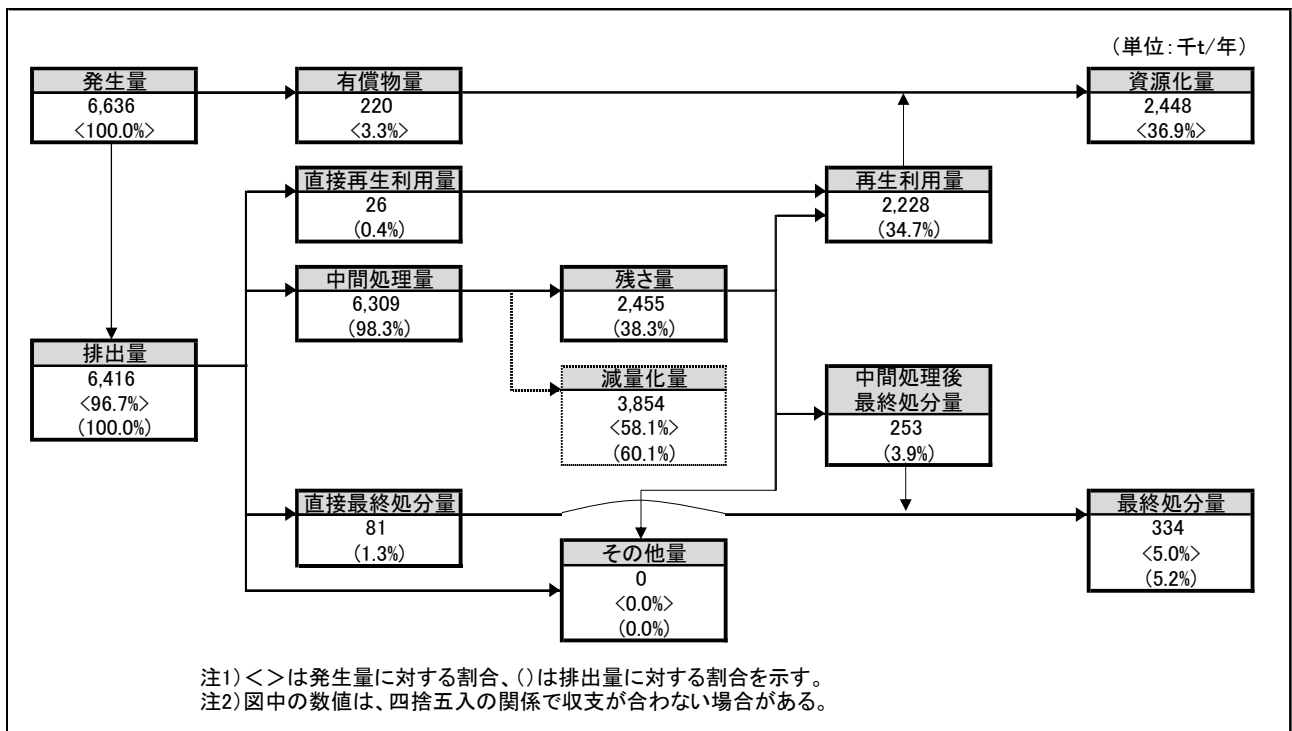 （単位：千t/年）
発生量
6,636
<100.0%>
有償物量
220
<3.3%>
資源化量
2,448
<36.9%>
直接再生利用量
26
(0.4%)
再生利用量
2,228
(34.7%)
中間処理量
6,309
(98.3%)
残さ量
2,455
(38.3%)
排出量
6,416
<96.7%>
(100.0%)
減量化量
3,854
<58.1%>
(60.1%)
中間処理後
最終処分量
253
(3.9%)
直接最終処分量
81
(1.3%)
その他量
0
<0.0%>
(0.0%)
最終処分量
334
<5.0%>
(5.2%)
注1)＜＞は発生量に対する割合、()は排出量に対する割合を示す。
注2)図中の数値は、四捨五入の関係で収支が合わない場合がある。